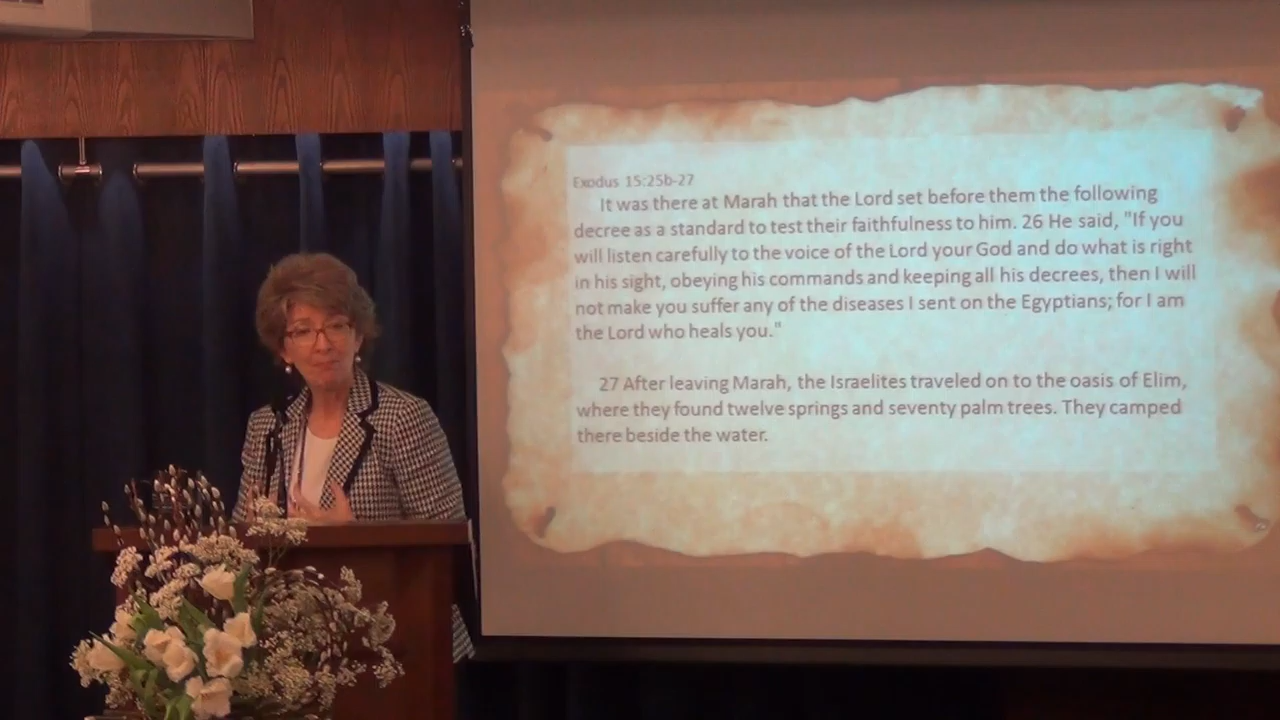 Exodus 15:25b-27
It was there at Marah that the Lord set before them the following
decree as a standard to test their faithfulness to him. 26 He said, "If you
will listen carefully to the voice of the Lord your God and do what is right
in his sight, obeying his commands and keeping all his decrees, then I will
not make you suffer any of the diseases I sent on the Egyptians; for I am
the Lord who heals you."
27 After leaving Marah, the Israelites traveled on to the oasis of Elim,
where they found twelve springs and seventy palm trees. They camped
there beside the water.